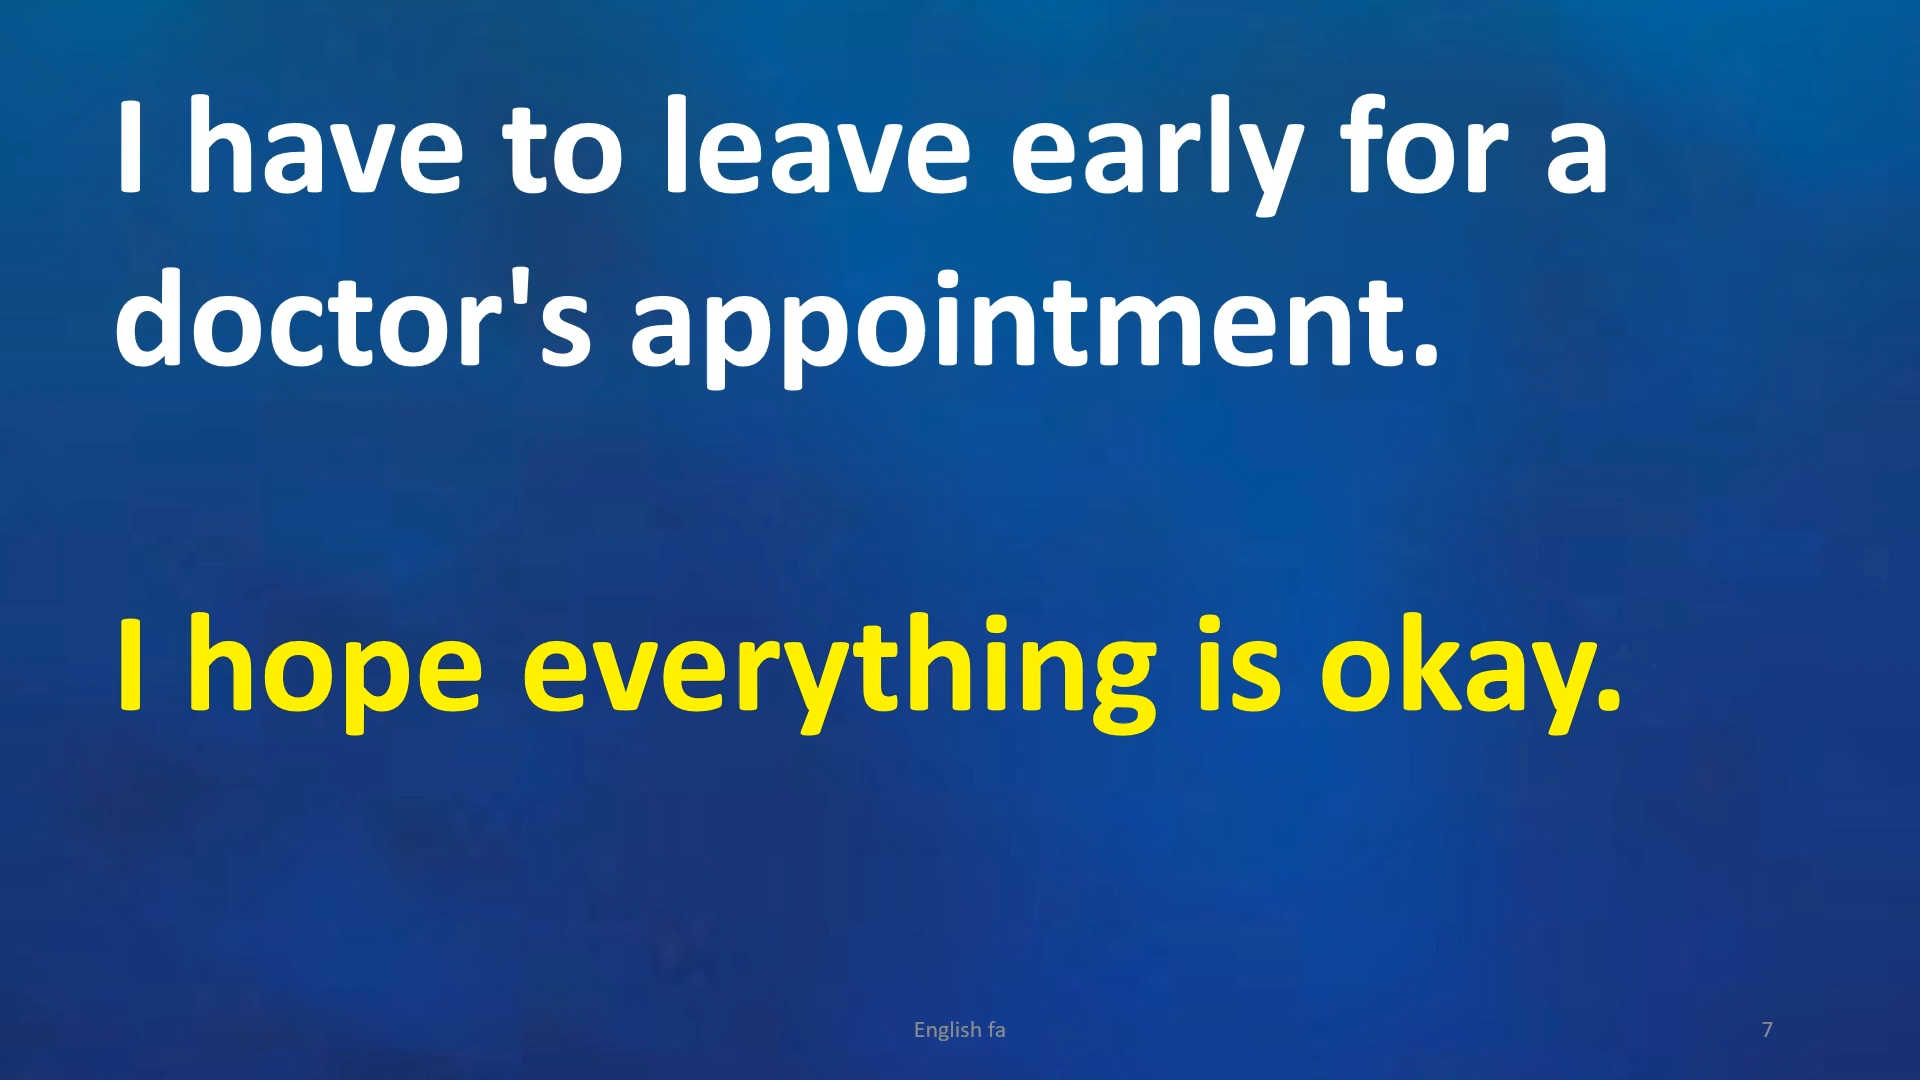 I have to leave early for a
doctor's appointment.
I hope everything is okay.
English fa
7